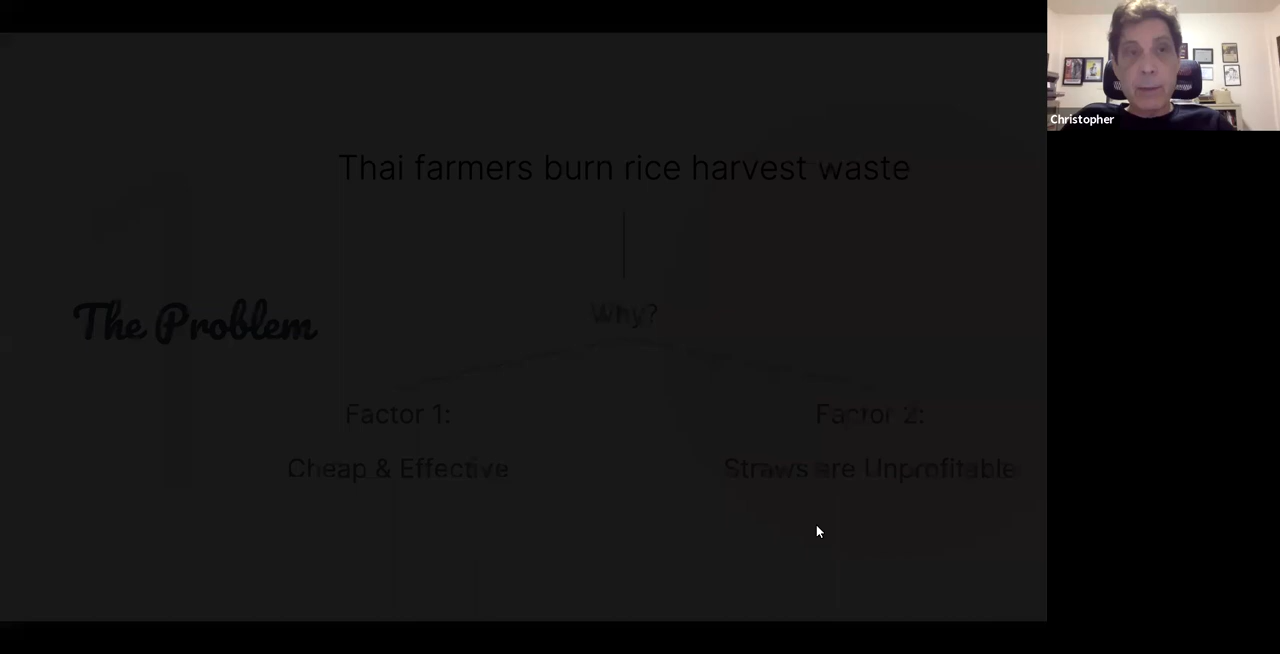 Thai farmers burn rice harvest waste
Why?
The Problem
Factor 1:
Cheap & Effective
Factor 2:
Straws are Unprofitable
Christopher